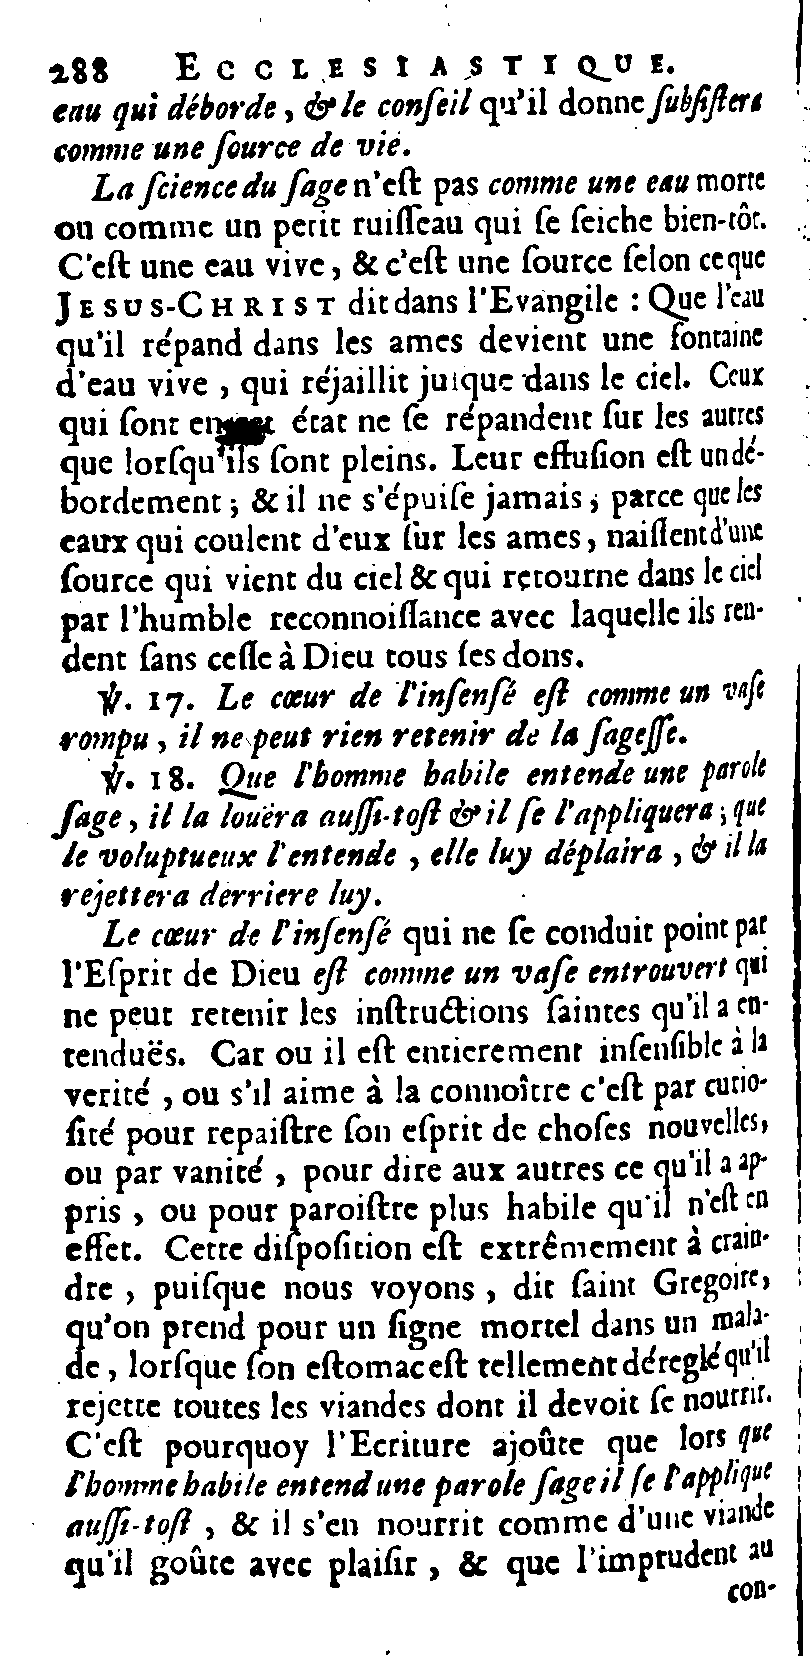 288 ECCLESIASTIQUE.
eau qui déborde, & le conſeil qu'il donne ſubſiſtera
comme une ſource de vie.
La ſcience du ſage n'eſt pas comme une eau morte
ou comme un petit ruiſſeau qui ſe ſeiche bien-tôt.
C'eſt une eau vive, & c'eſt une ſource ſelon ce que
JESUS-CHRIST dit dans l'Evangile : Que l'eau
qu'il répand dans les ames devient une fontaine
d'eau vive, qui réjaillit juſque dans le ciel. Ceux
qui ſont en état ne ſe répandent ſur les autres
que lorſqu'ils ſont pleins. Leur effuſion eſt un dé-
bordement ; & il ne s'épuiſe jamais ; parce que les
eaux qui coulent d'eux ſur les ames, naiſſent d'une
ſource qui vient du ciel & qui retourne dans le ciel
par l'humble reconnoiſſance avec laquelle ils ren-
dent ſans ceſſe à Dieu tous ſes dons.
℣. 17. Le cœur de l'inſenſé eſt comme un vaſe
rompu, il ne peut rien retenir de la ſageſſe.
℣. 18. Que l'homme habile entende une parole
ſage, il la louëra auſſi-toſt & il ſe l'appliquera ; que
le voluptueux l'entende, elle luy déplaira, & il la
rejettera derriere luy.
Le cœur de l'inſenſé qui ne ſe conduit point par
l'Eſprit de Dieu eſt comme un vaſe entrouvert qui
ne peut retenir les inſtructions ſaintes qu'il a en-
tenduës. Car ou il eſt entierement inſenſible à la
verité, ou s'il aime à la connoître c'eſt par curio-
ſité pour repaiſtre ſon eſprit de choſes nouvelles,
ou par vanité, pour dire aux autres ce qu'il a ap-
pris, ou pour paroiſtre plus habile qu'il n'eſt en
effet. Cette diſpoſition eſt extrêmement à crain-
dre, puiſque nous voyons, dit ſaint Gregoire,
qu'on prend pour un ſigne mortel dans un mala-
de, lorſque ſon eſtomac eſt tellement déreglé qu'il
rejette toutes les viandes dont il devoit ſe nourrir.
C'eſt pourquoy l'Ecriture ajoûte que lors que
l'homme habile entend une parole ſage il ſe l'applique
auſſi-toſt, & il s'en nourrit comme d'une viande
qu'il goûte avec plaiſir, & que l'imprudent au
con-